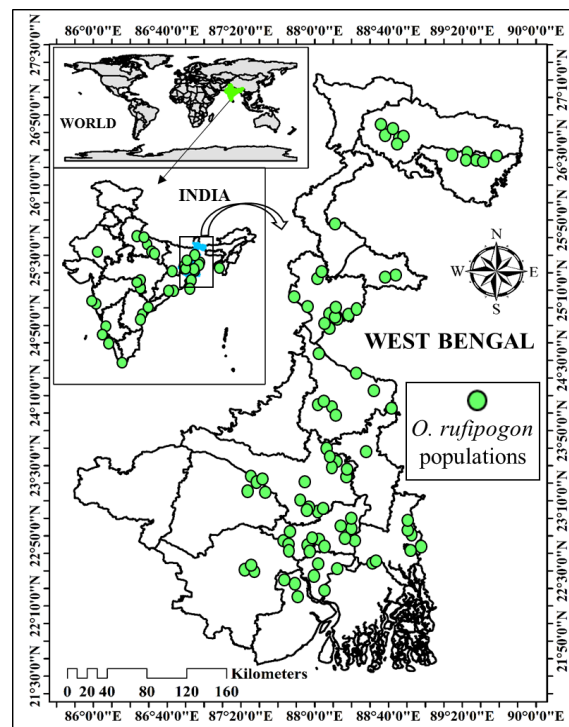 86°0'0"E 86°40'0"E 87°20'0"E 88°0'0"E 88°40'0"E 89°20'0"E 90°0'0"E
27°30'0"N
26°50'0"N
26°10'0"N
25°30'0"N
24°50'0"N
24°10'0"N
23°30'0"N
22°50'0"N
22°10'0"N
21°30'0"N
WORLD
INDIA
N
W E
S
WEST BENGAL
O. rufipogon
populations
Kilometers
0 20 40 80 120 160
27°10'0"N
26°30'0"N
25°50'0"N
25°10'0"N
24°30'0"N
23°50'0"N
23°10'0"N
22°30'0"N
21°50'0"N
86°0'0"E 86°40'0"E 87°20'0"E 88°0'0"E 88°40'0"E 89°20'0"E 90°0'0"E